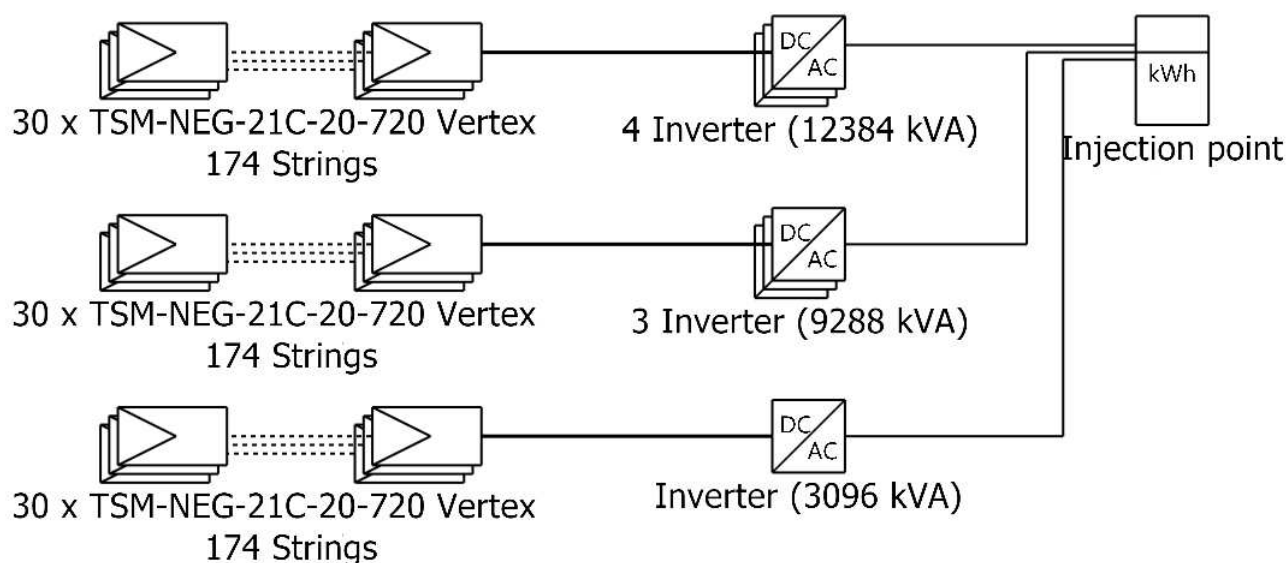 DC
AC
kWh
30 x TSM-NEG-21C-20-720 Vertex
174 Strings
4 Inverter (12384 kVA)
Injection point
DC
AC
30 x TSM-NEG-21C-20-720 Vertex
174 Strings
3 Inverter (9288 kVA)
DC
AC
30 x TSM-NEG-21C-20-720 Vertex
174 Strings
Inverter (3096 kVA)